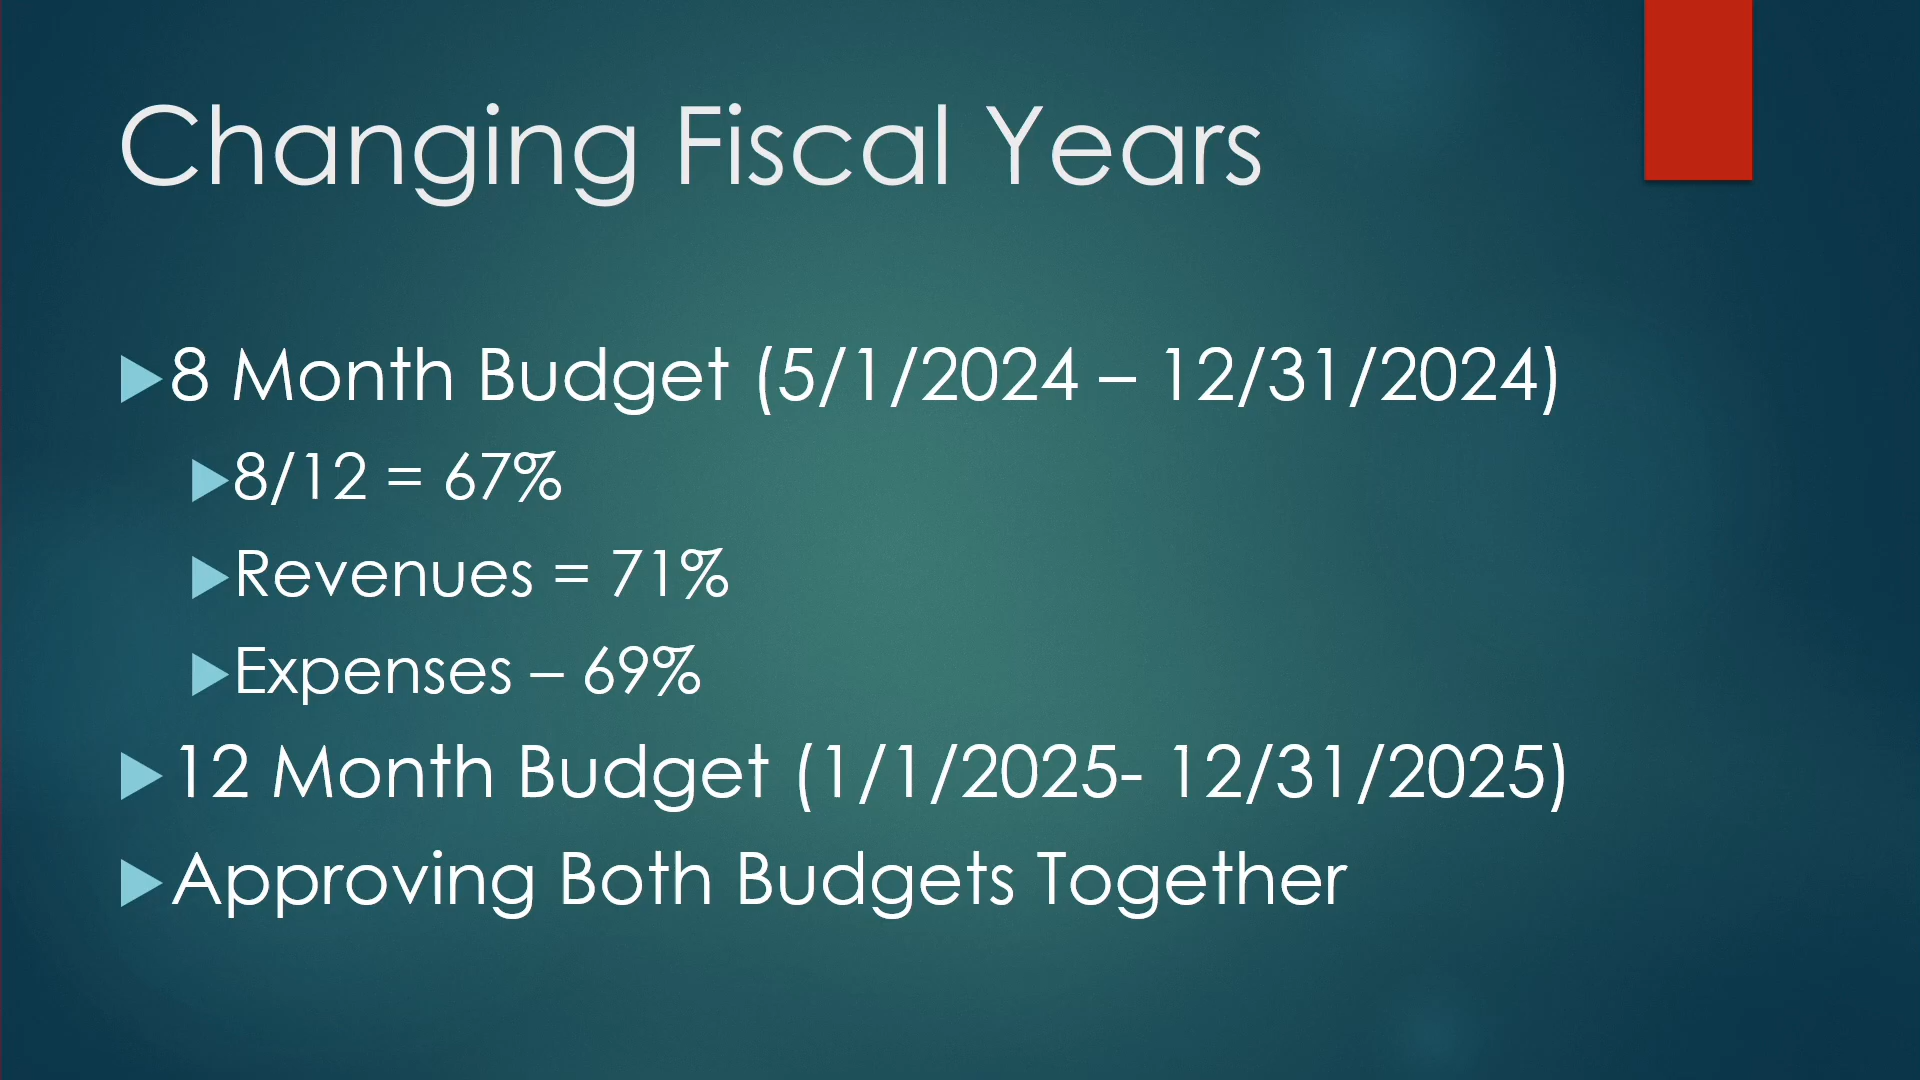 Changing Fiscal Years
8 Month Budget (5/1/2024 – 12/31/2024)
8/12 = 67%
Revenues = 71%
Expenses – 69%
12 Month Budget (1/1/2025- 12/31/2025)
Approving Both Budgets Together